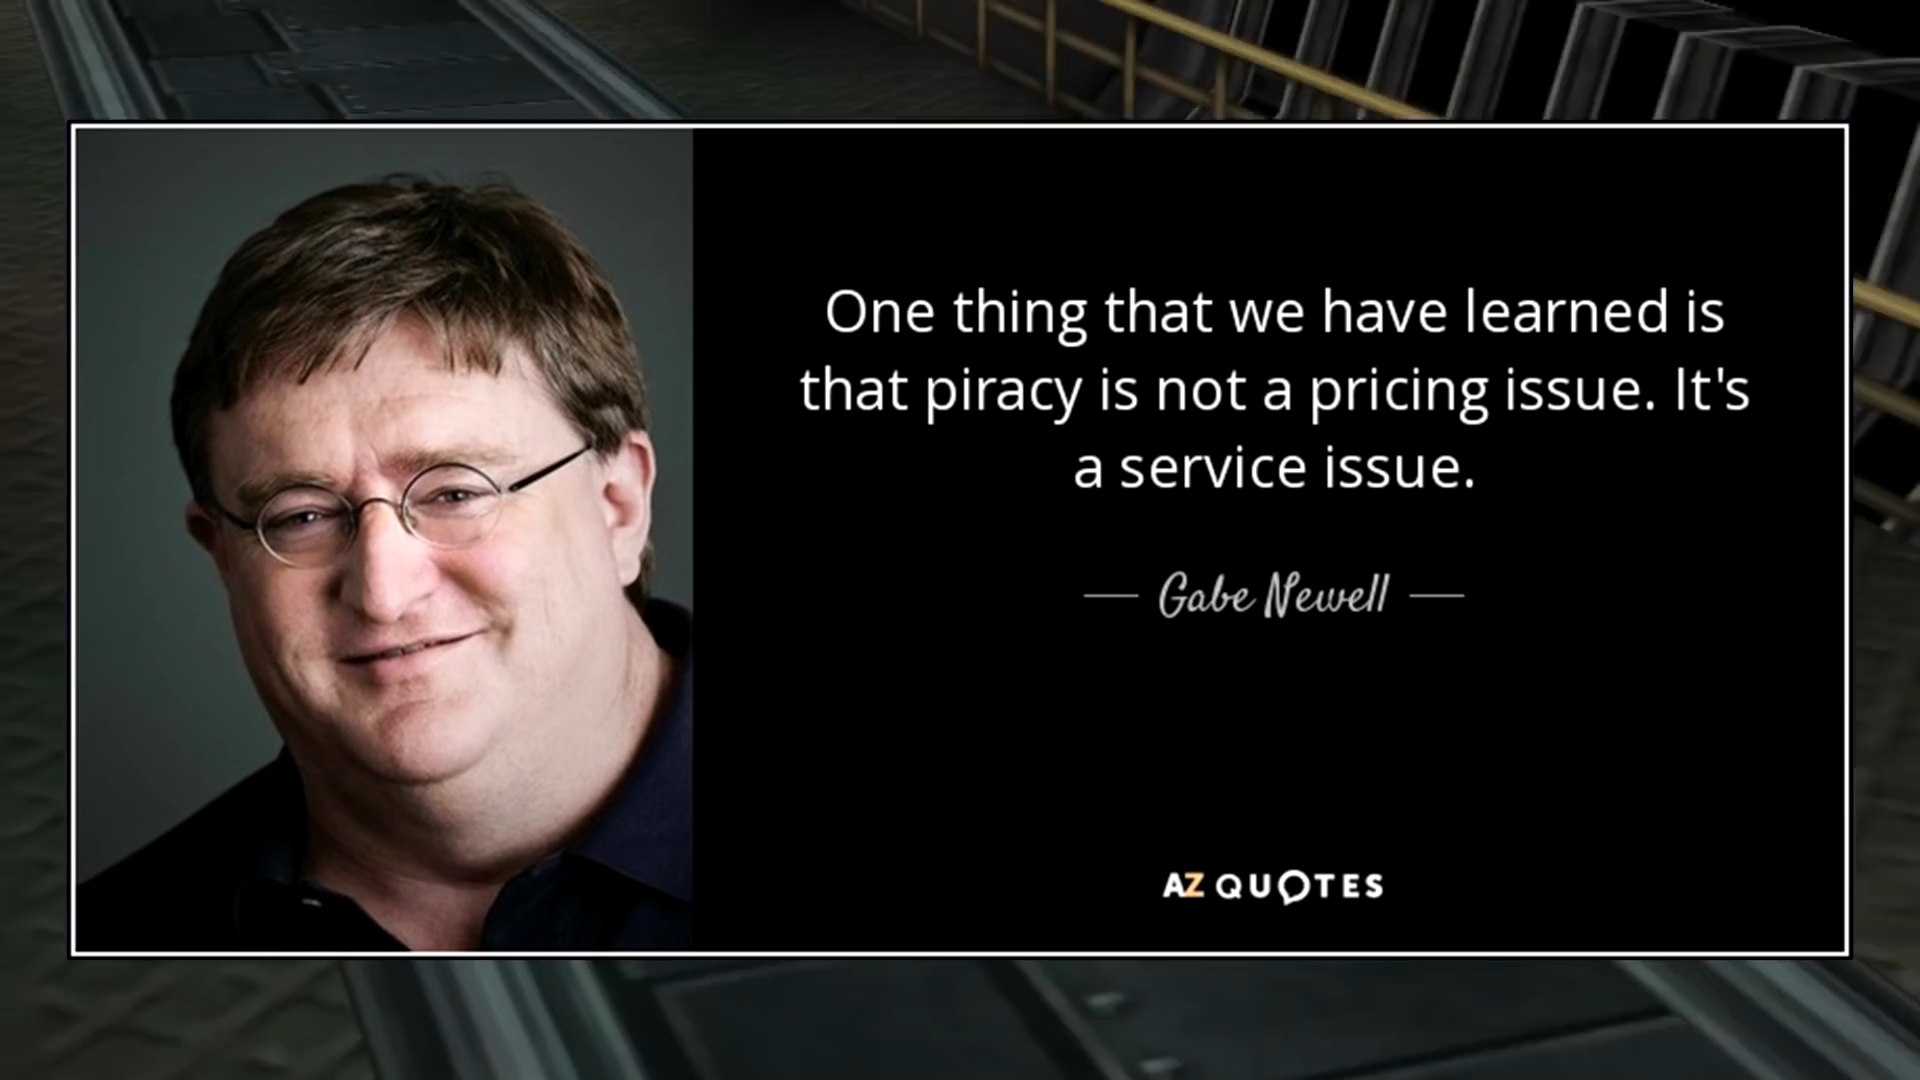 One thing that we have learned is
that piracy is not a pricing issue. It's
a service issue.
Gabe Newell
AZ QUOTES